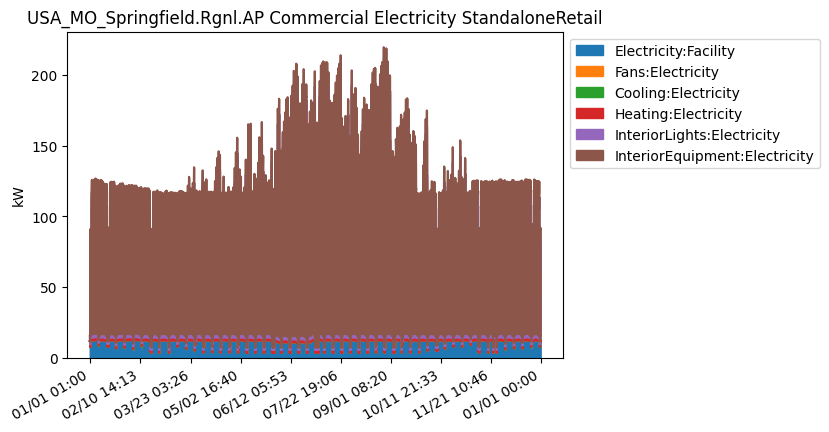 USA_MO_Springfield.Rgnl.AP Commercial Electricity StandaloneRetail
Electricity:Facility
Fans:Electricity
Cooling:Electricity
Heating:Electricity
InteriorLights:Electricity
InteriorEquipment:Electricity
kW
200
150
100
50
0
01/01 01:00
02/10 14:13
03/23 03:26
05/02 16:40
06/12 05:53
07/22 19:06
09/01 08:20
10/11 21:33
11/21 10:46
01/01 00:00